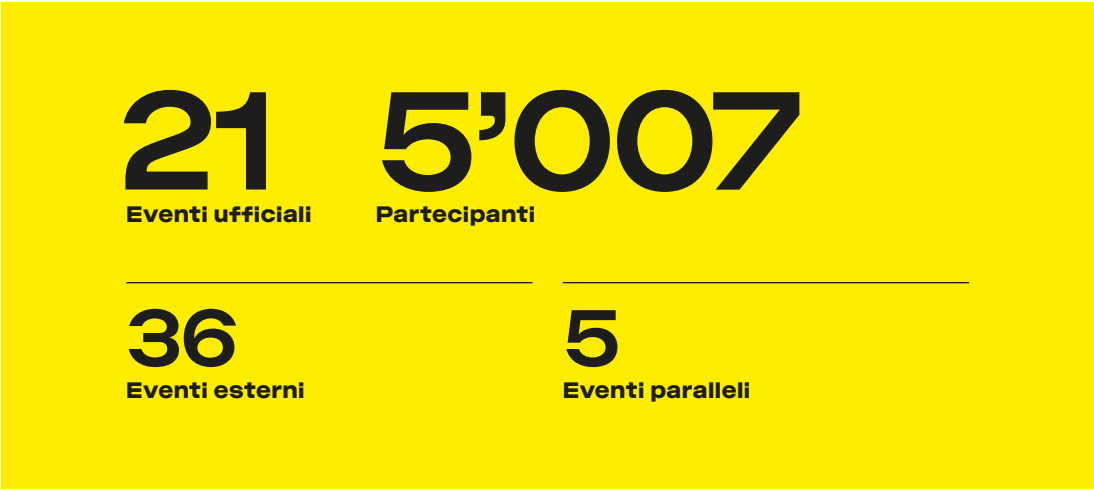 21 5’007
Eventi ufficiali Partecipanti
36 5
Eventi esterni Eventi paralleli